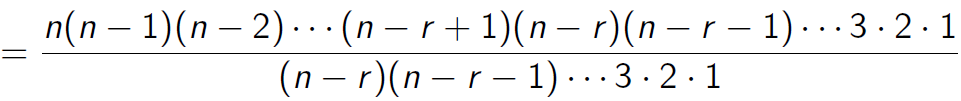 = n(n − 1)(n − 2) ⋯ (n − r + 1)(n − r)(n − r − 1) ⋯ 3 · 2 · 1
(n − r)(n − r − 1) ⋯ 3 · 2 · 1